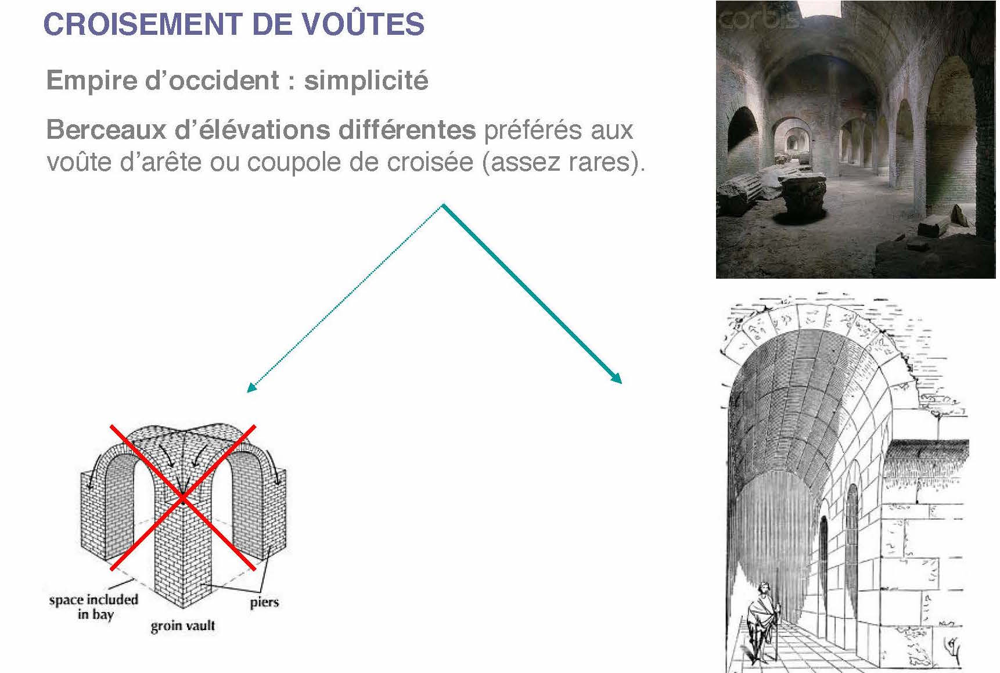 CROISEMENT DE VOÛTES
Empire d'occident : simplicité
Berceaux d'élévations différentes préférés aux
voûte d'arête ou coupole de croisée (assez rares).
corbis
space included
in bay
piers
groin vault